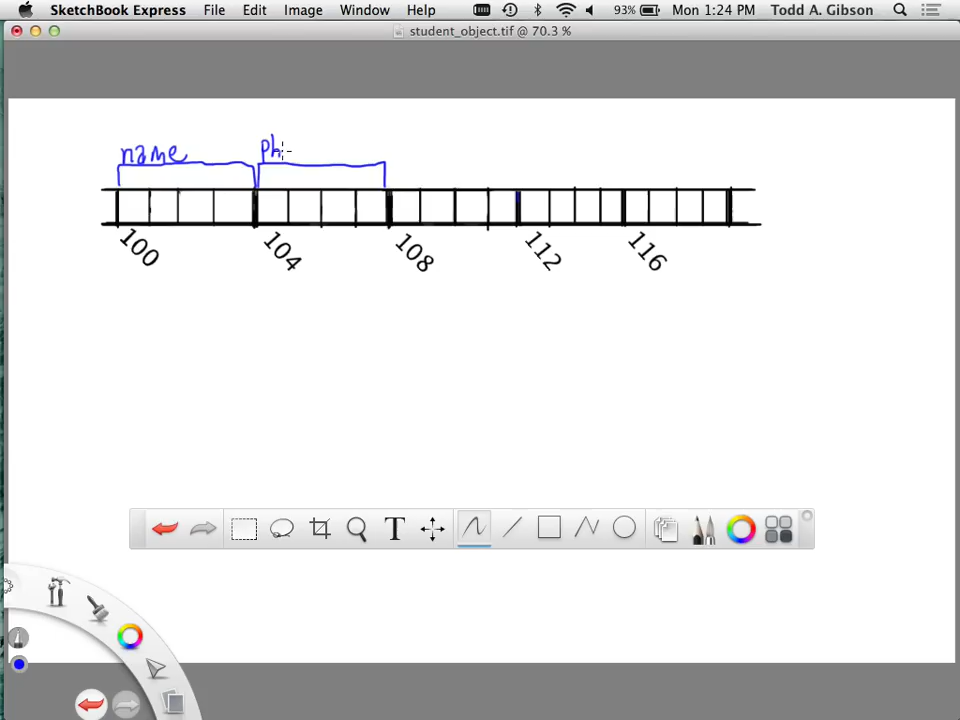 SketchBook Express File Edit Image Window Help 93% Mon 1:24 PM Todd A. Gibson
student_object.tif @ 70.3 %
name ph
100 104 108 112 116
T